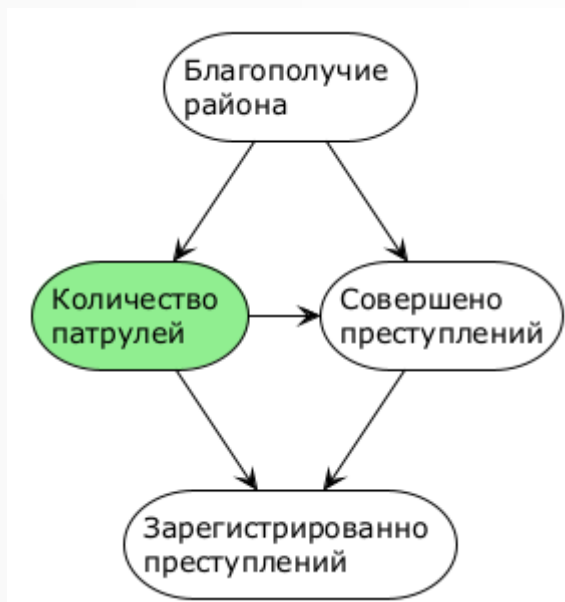 Благополучие
района
Количество
патрулей
Совершено
преступлений
Зарегистрированно
преступлений